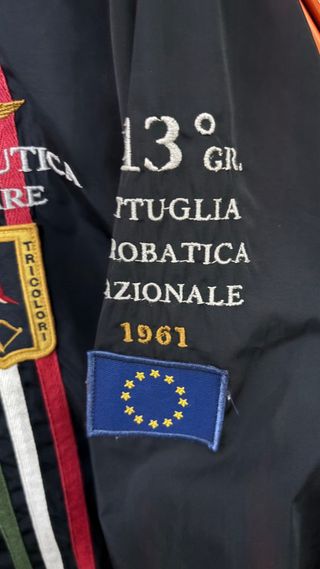 UTICA
RE
TRICOLORI
13° GR.
TTUGLIA
ROBATICA
AZIONALE
1961